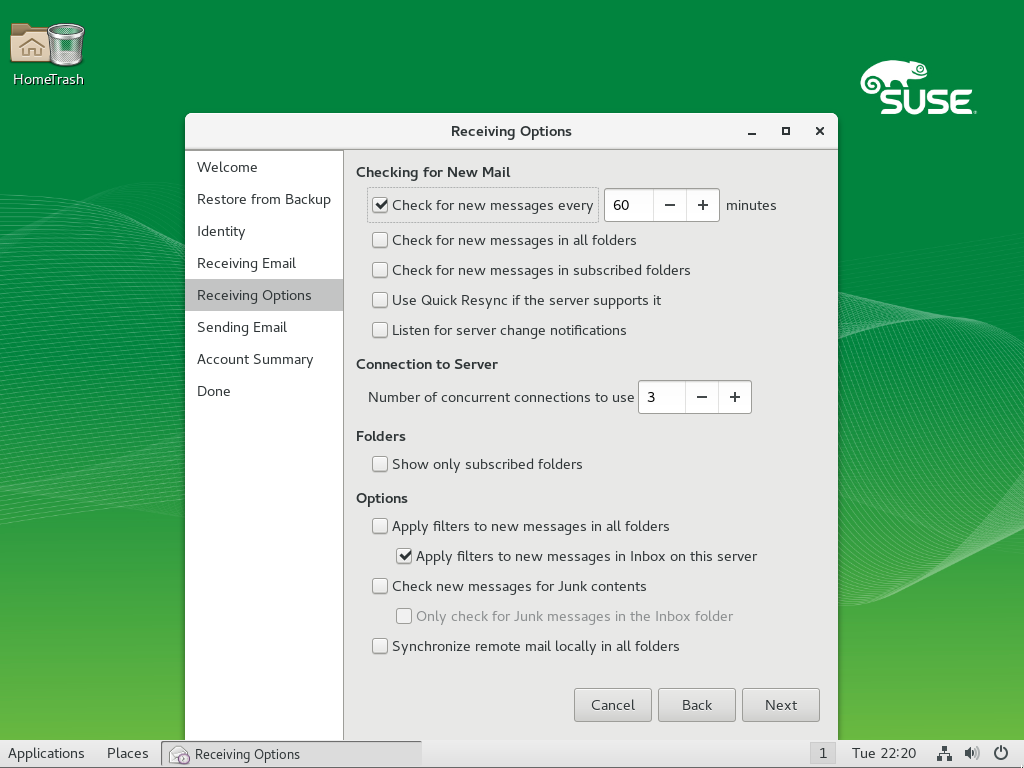 Home Trash
SUSE
Receiving Options
Welcome
Restore from Backup
Identity
Receiving Email
Receiving Options
Sending Email
Account Summary
Done
Checking for New Mail
Check for new messages every 60 minutes
Check for new messages in all folders
Check for new messages in subscribed folders
Use Quick Resync if the server supports it
Listen for server change notifications
Connection to Server
Number of concurrent connections to use 3
Folders
Show only subscribed folders
Options
Apply filters to new messages in all folders
Apply filters to new messages in Inbox on this server
Check new messages for Junk contents
Only check for Junk messages in the Inbox folder
Synchronize remote mail locally in all folders
Cancel Back Next
Applications Places Receiving Options 1 Tue 22:20